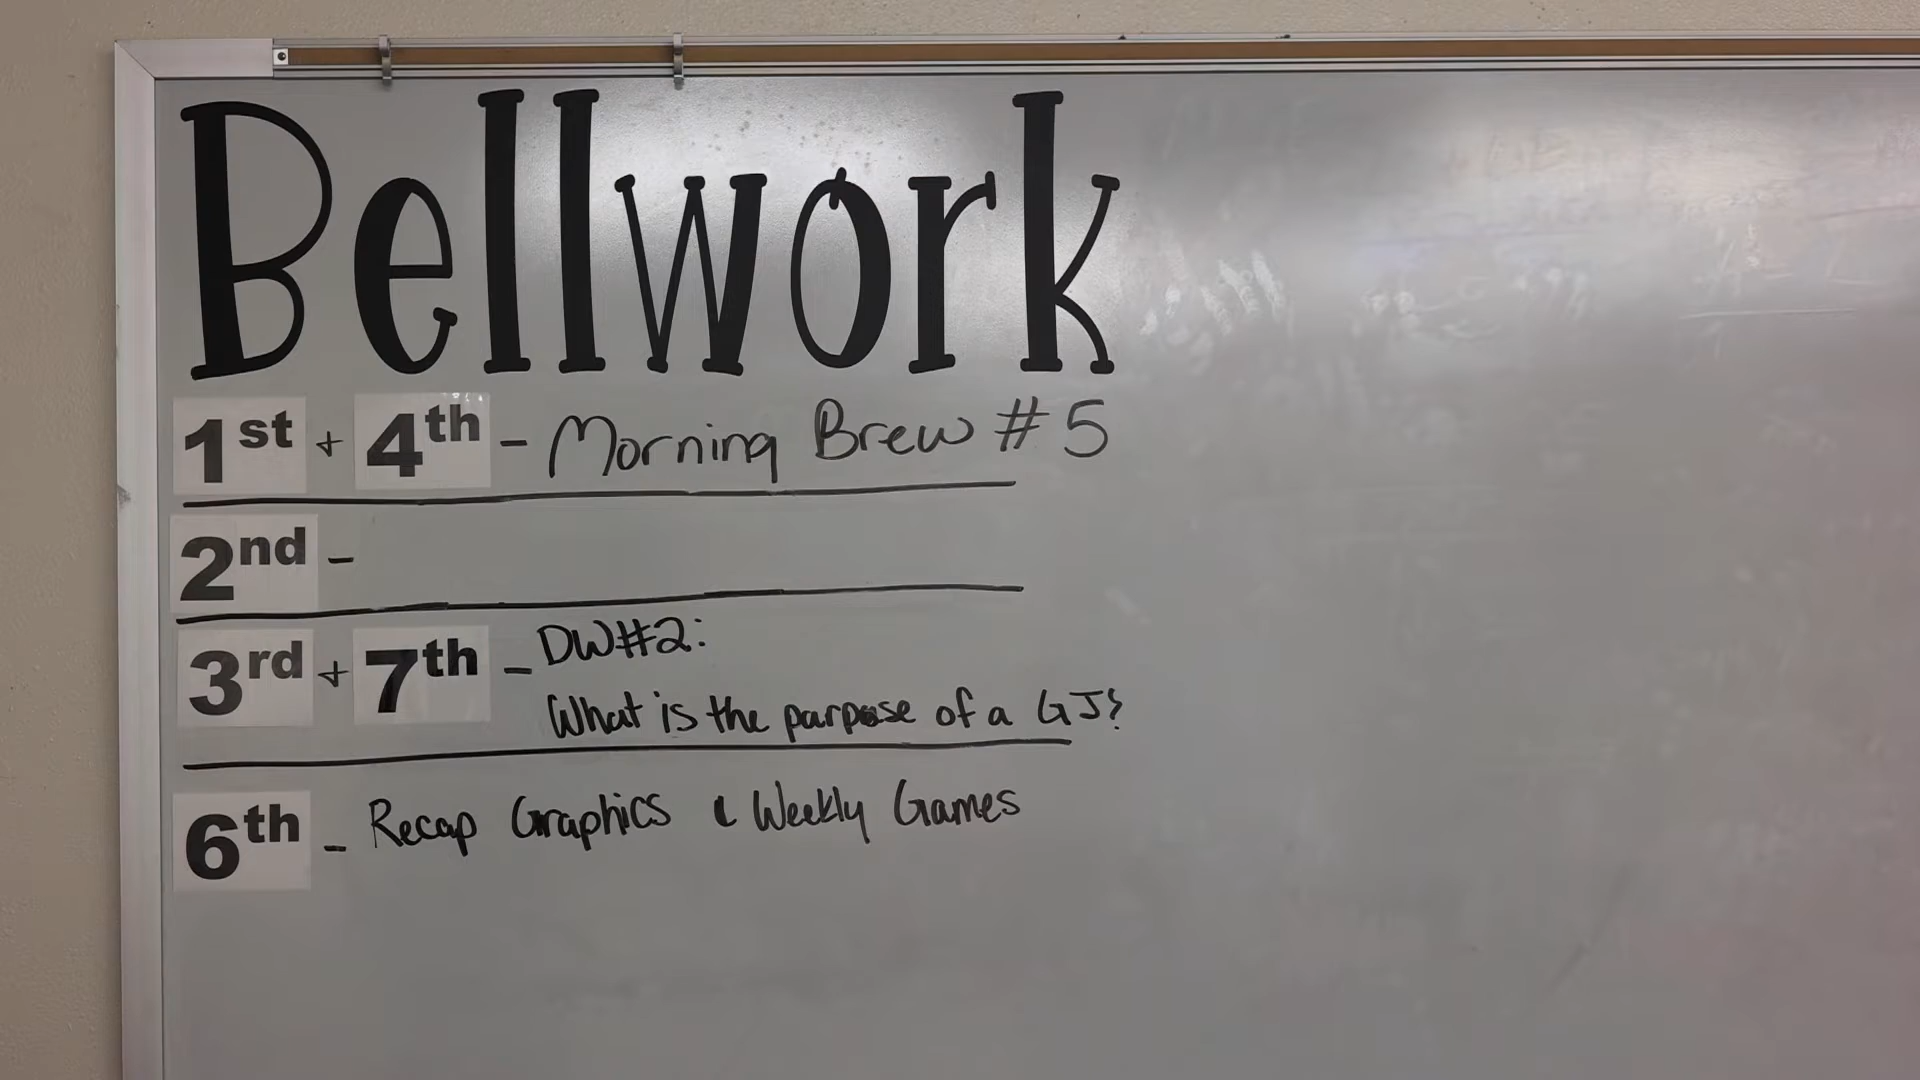 Bellwork
1st + 4th - Morning Brew #5
2nd -
3rd + 7th - DW#2:
What is the parpose of a GJ?
6th - Recap Graphics & Weekly Games